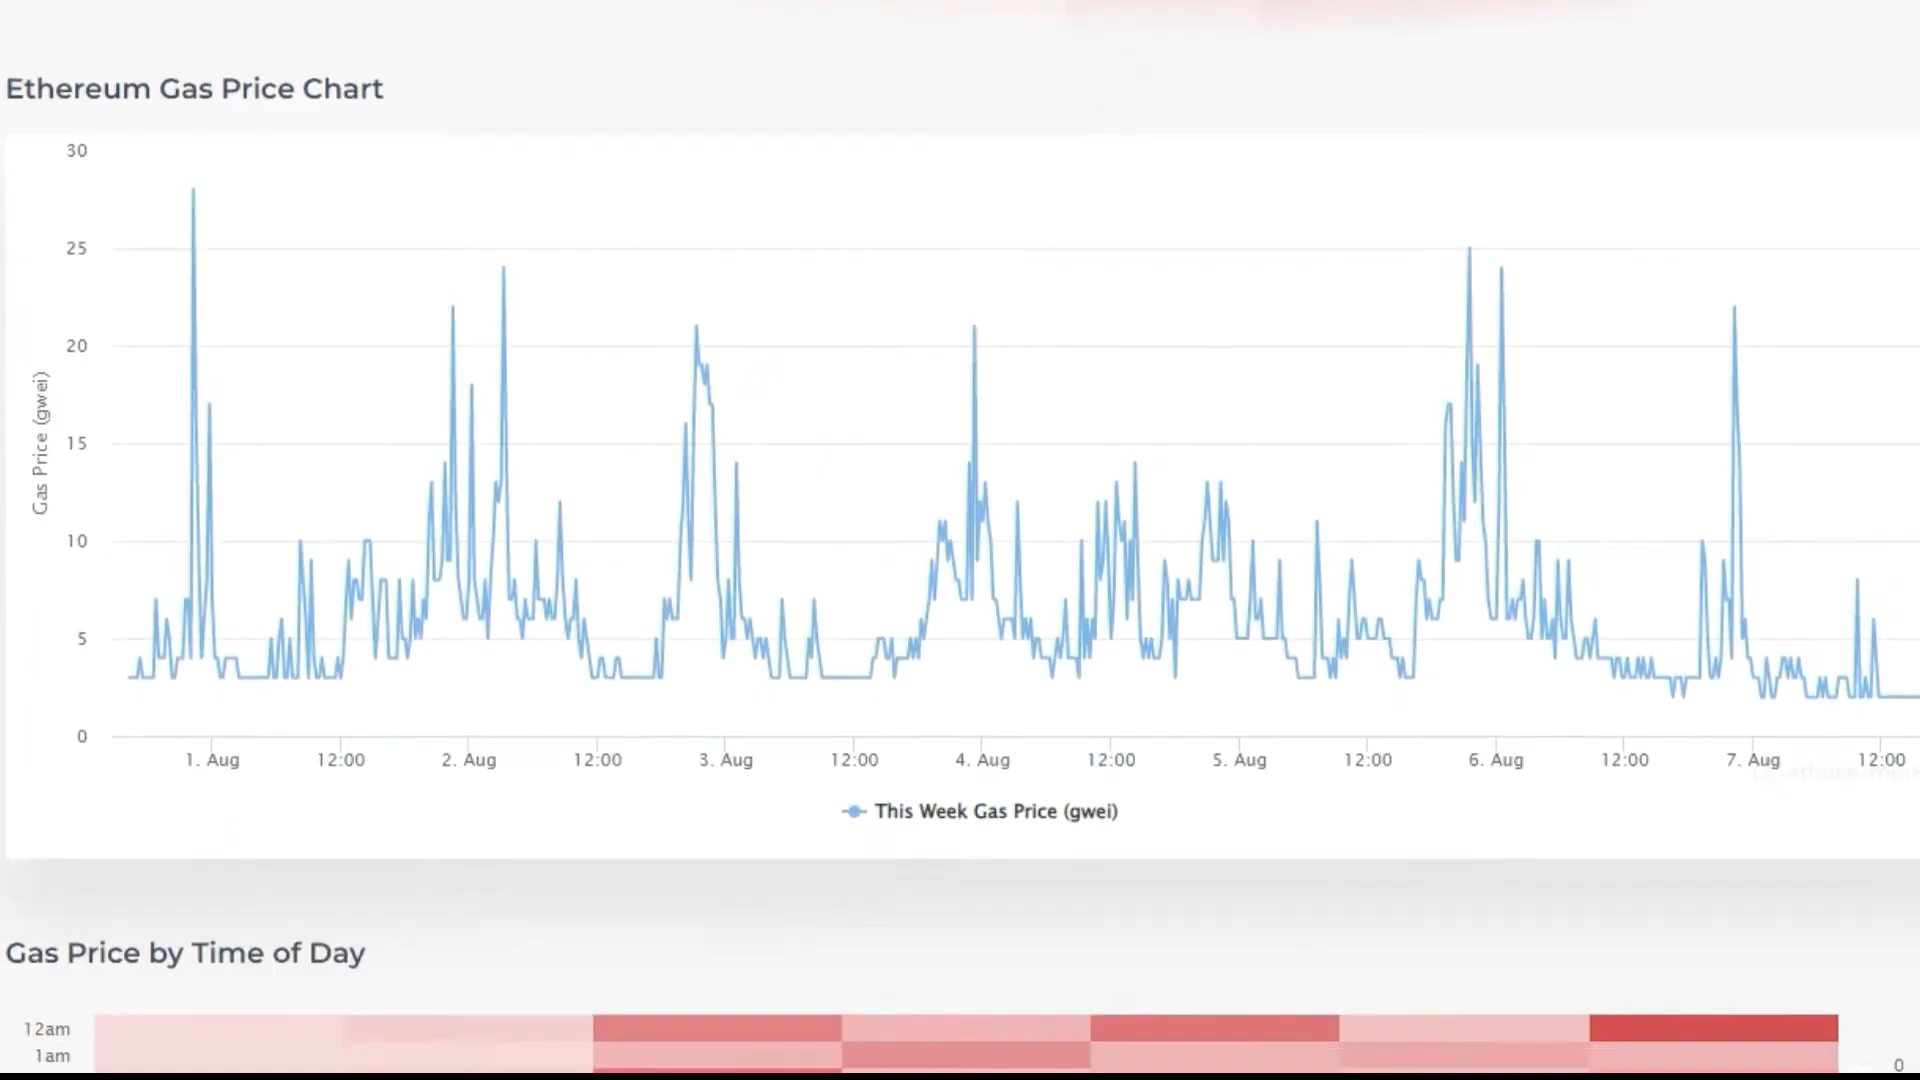 Ethereum Gas Price Chart
30
25
20
15
10
5
0
Gas Price (gwei)
1. Aug 12:00 2. Aug 12:00 3. Aug 12:00 4. Aug 12:00 5. Aug 12:00 6. Aug 12:00 7. Aug 12:00
This Week Gas Price (gwei)
Gas Price by Time of Day
12am
1am
0